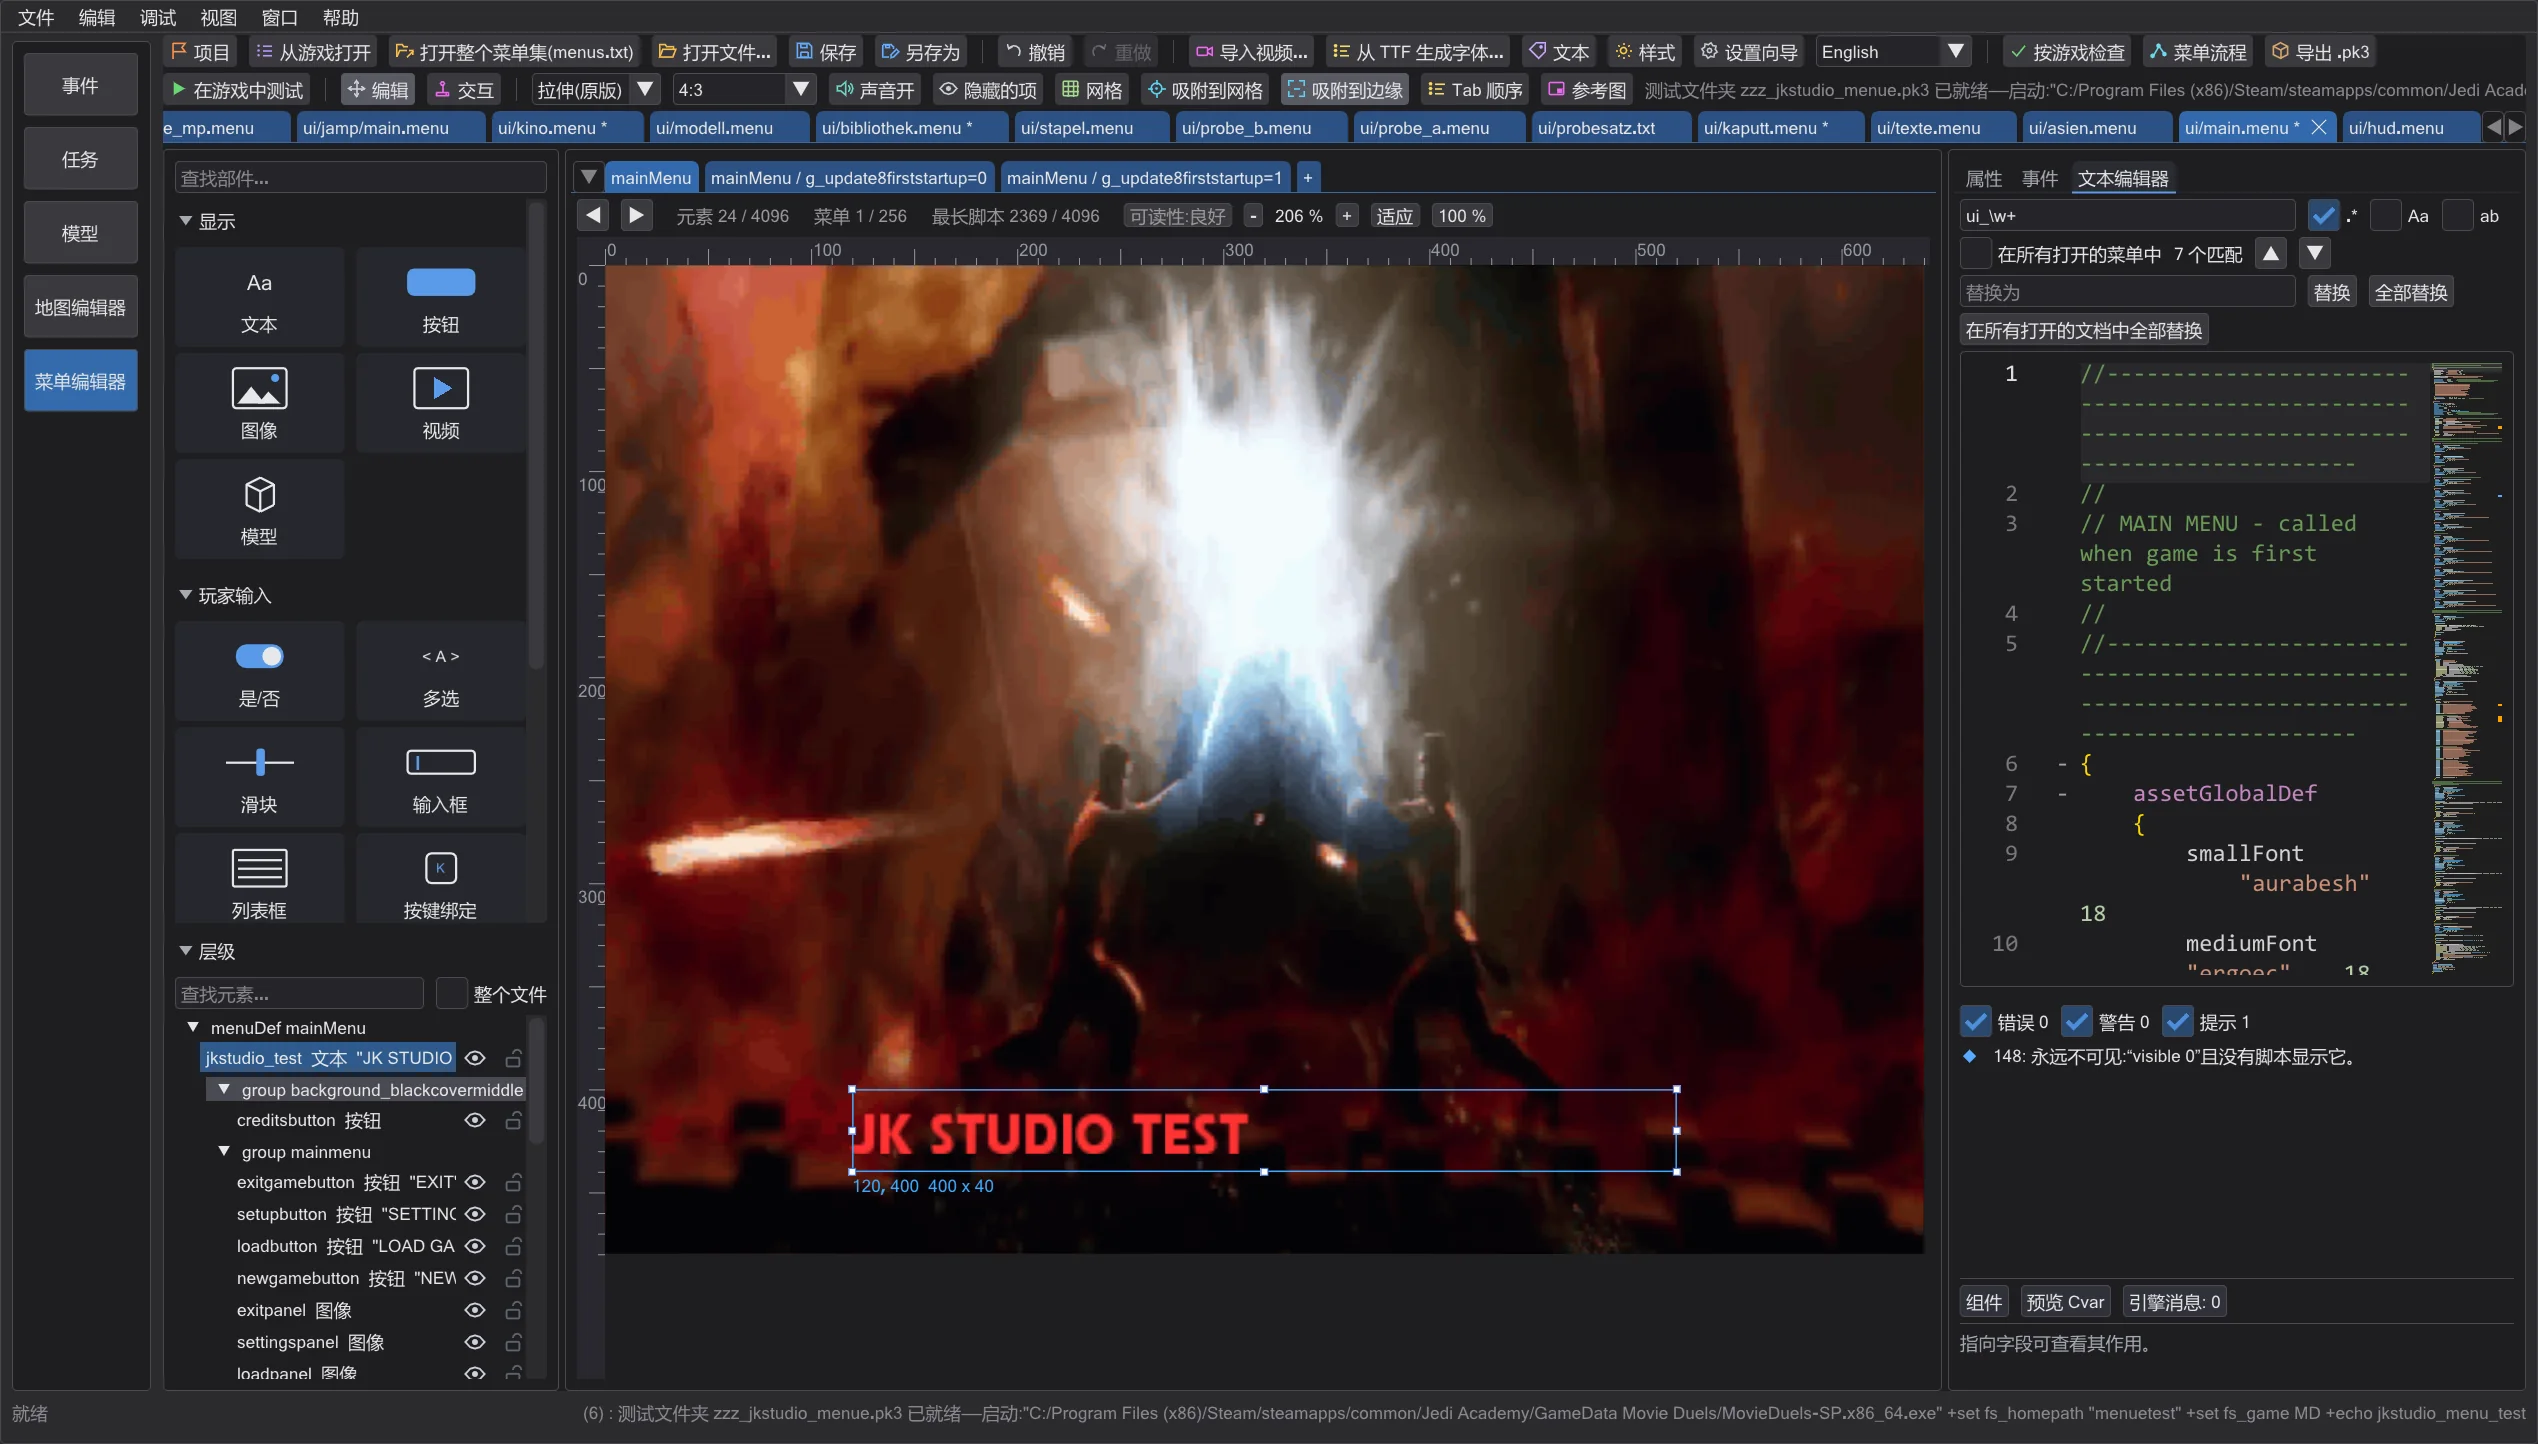 文件 编辑 调试 视图 窗口 帮助
项目 从游戏打开 打开整个菜单集(menus.txt) 打开文件... 保存 另存为 撤销 重做 导入视频... 从 TTF 生成字体... 文本 样式 设置向导 English 按游戏检查 菜单流程 导出 .pk3
在游戏中测试 编辑 交互 拉伸(原版) 4:3 声音开 隐藏的项 网格 吸附到网格 吸附到边缘 Tab 顺序 参考图 测试文件夹 zzz_jkstudio_menue.pk3 已就绪—启动:"C:/Program Files (x86)/Steam/steamapps/common/Jedi Acade
e_mp.menu ui/jamp/main.menu ui/kino.menu * ui/modell.menu ui/bibliothek.menu * ui/stapel.menu ui/probe_b.menu ui/probe_a.menu ui/probesatz.txt ui/kaputt.menu * ui/texte.menu ui/asien.menu ui/main.menu * ui/hud.menu
事件
任务
模型
地图编辑器
菜单编辑器
查找部件...
显示
Aa
文本 按钮
图像 视频
模型
玩家输入
< A >
是/否 多选
滑块 输入框
K
列表框 按键绑定
层级
查找元素... 整个文件
menuDef mainMenu
jkstudio_test 文本 "JK STUDIO
group background_blackcovermiddle
creditsbutton 按钮
group mainmenu
exitgamebutton 按钮 "EXIT"
setupbutton 按钮 "SETTING
loadbutton 按钮 "LOAD GA
newgamebutton 按钮 "NEW
exitpanel 图像
settingspanel 图像
loadpanel 图像
mainMenu mainMenu / g_update8firststartup=0 mainMenu / g_update8firststartup=1 +
元素 24 / 4096 菜单 1 / 256 最长脚本 2369 / 4096 可读性:良好 - 206 % + 适应 100 %
0 100 200 300 400 500 600
0
100
200
300
400
JK STUDIO TEST
120, 400 400 x 40
属性 事件 文本编辑器
ui_\w+ .* Aa ab
在所有打开的菜单中 7 个匹配
替换为 替换 全部替换
在所有打开的文档中全部替换
1 //-----------------------
-------------------------
-------------------------
---------------------
2 //
3 // MAIN MENU - called
when game is first
started
4 //
5 //-----------------------
-------------------------
-------------------------
---------------------
6 - {
7 - assetGlobalDef
8 {
9 smallFont
"aurabesh"
18
10 mediumFont
"ergoec" 18
错误 0 警告 0 提示 1
148: 永远不可见:“visible 0”且没有脚本显示它。
组件 预览 Cvar 引擎消息: 0
指向字段可查看其作用。
就绪 (6) : 测试文件夹 zzz_jkstudio_menue.pk3 已就绪—启动:"C:/Program Files (x86)/Steam/steamapps/common/Jedi Academy/GameData Movie Duels/MovieDuels-SP.x86_64.exe" +set fs_homepath "menuetest" +set fs_game MD +echo jkstudio_menu_test